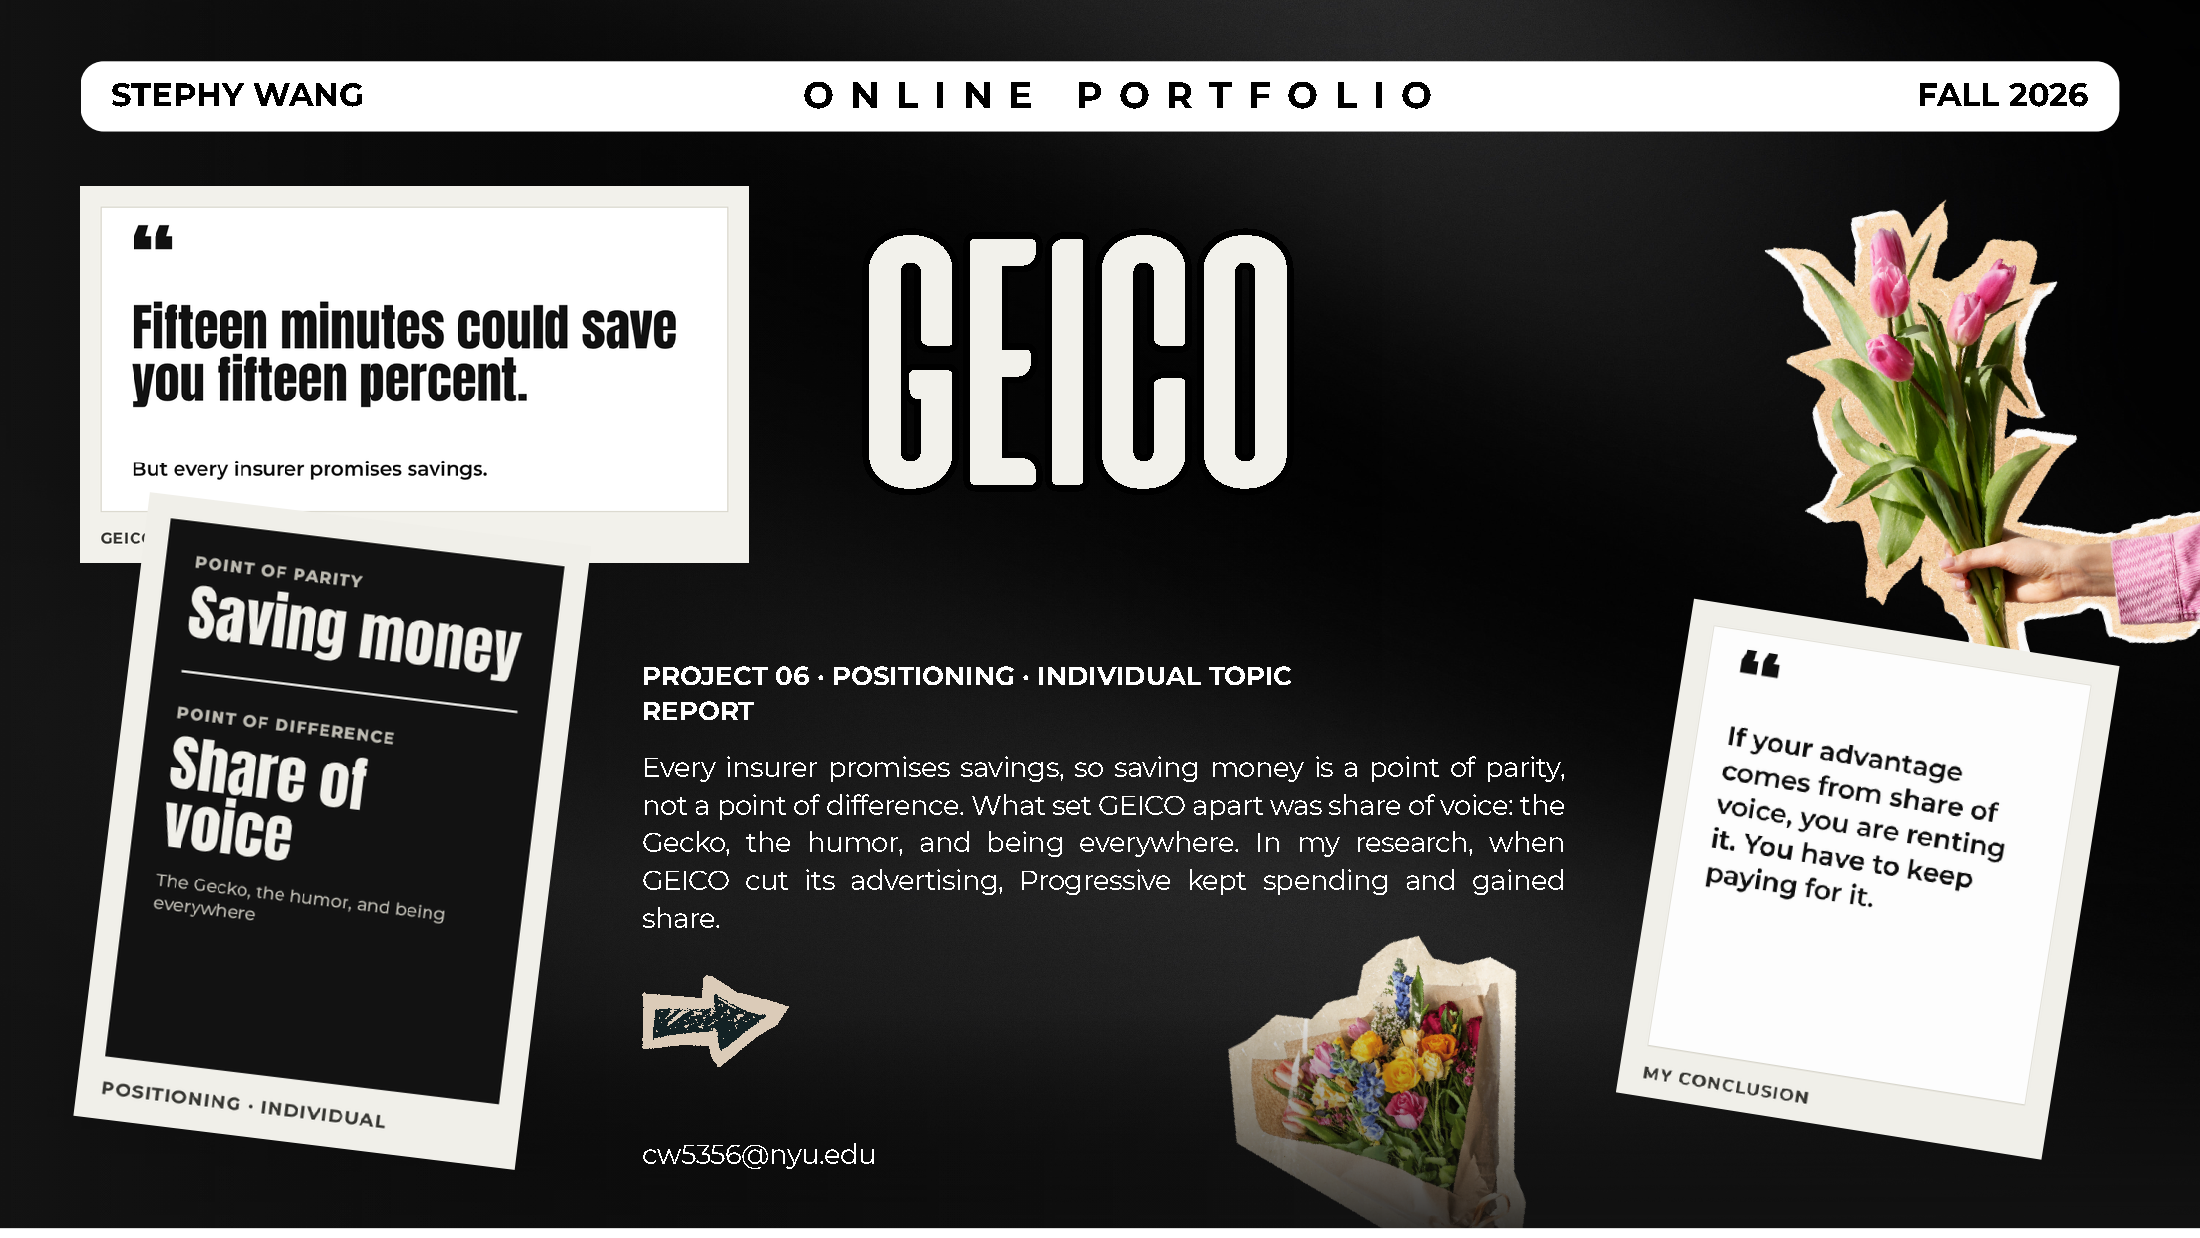 STEPHY WANG
ONLINE PORTFOLIO
FALL 2026
“
Fifteen minutes could save
you fifteen percent.
But every insurer promises savings.
GEICO
POINT OF PARITY
Saving money
POINT OF DIFFERENCE
Share of
voice
The Gecko, the humor, and being
everywhere
POSITIONING · INDIVIDUAL
PROJECT 06 · POSITIONING · INDIVIDUAL TOPIC
REPORT
Every insurer promises savings, so saving money is a point of parity,
not a point of difference. What set GEICO apart was share of voice: the
Gecko, the humor, and being everywhere. In my research, when
GEICO cut its advertising, Progressive kept spending and gained
share.
cw5356@nyu.edu
“
If your advantage
comes from share of
voice, you are renting
it. You have to keep
paying for it.
MY CONCLUSION